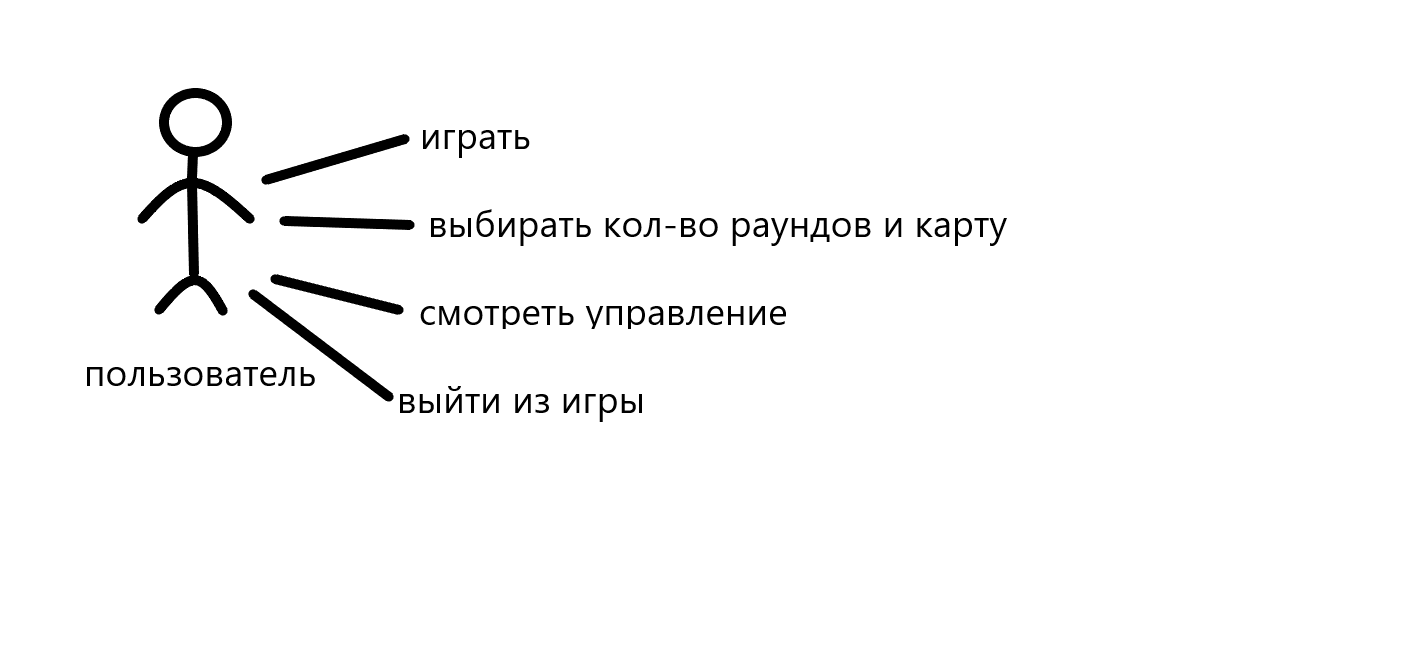 играть
выбирать кол-во раундов и карту
смотреть управление
пользователь
выйти из игры